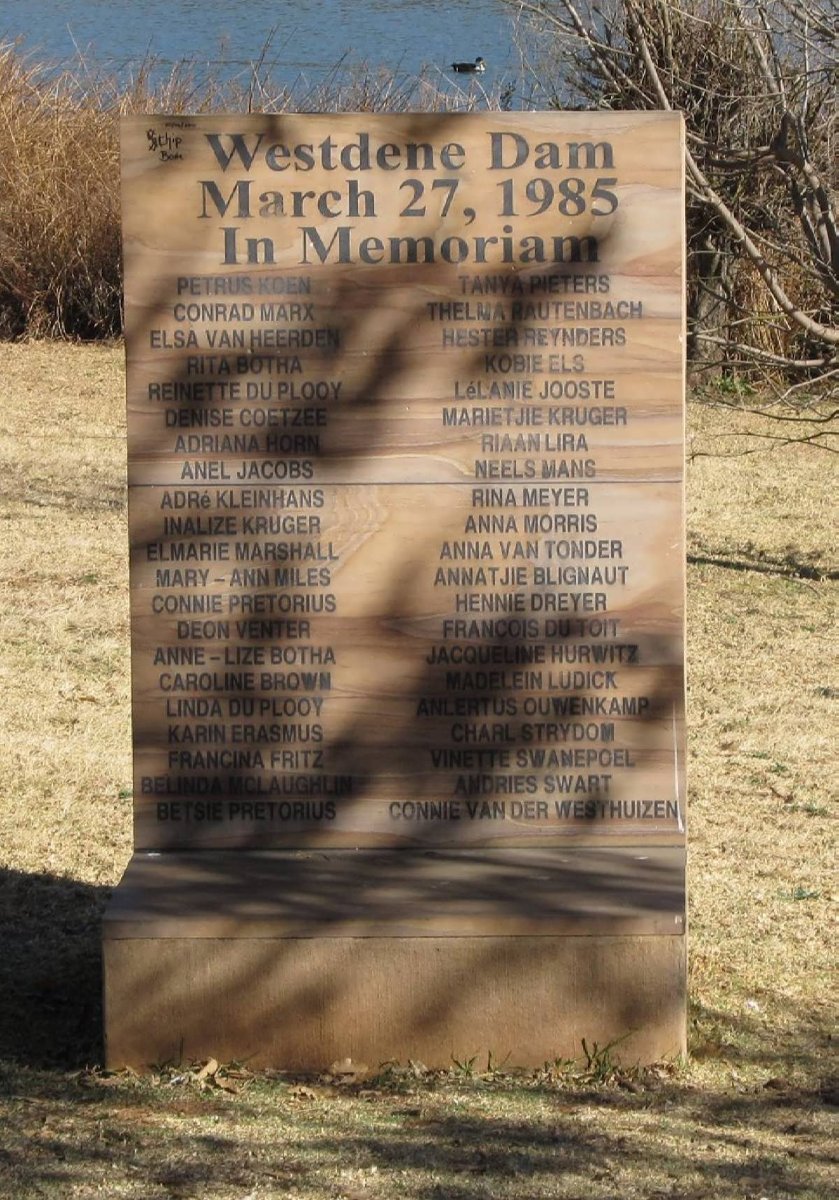 Westdene Dam
March 27, 1985
In Memoriam
PETRUS KOEN
CONRAD MARX
ELSA VAN HEERDEN
RITA BOTHA
REINETTE DU PLOOY
DENISE COETZEE
ADRIANA HORN
ANEL JACOBS
ADRé KLEINHANS
INALIZE KRUGER
ELMARIE MARSHALL
MARY – ANN MILES
CONNIE PRETORIUS
DEON VENTER
ANNE – LIZE BOTHA
CAROLINE BROWN
LINDA DU PLOOY
KARIN ERASMUS
FRANCINA FRITZ
BELINDA MCLAUGHLIN
BETSIE PRETORIUS
TANYA PIETERS
THELMA RAUTENBACH
HESTER REYNDERS
KOBIE ELS
LéLANIE JOOSTE
MARIETJIE KRUGER
RIAAN LIRA
NEELS MANS
RINA MEYER
ANNA MORRIS
ANNA VAN TONDER
ANNATJIE BLIGNAUT
HENNIE DREYER
FRANCOIS DU TOIT
JACQUELINE HURWITZ
MADELEIN LUDICK
ANLERTUS OUWENKAMP
CHARL STRYDOM
VINETTE SWANEPOEL
ANDRIES SWART
CONNIE VAN DER WESTHUIZEN